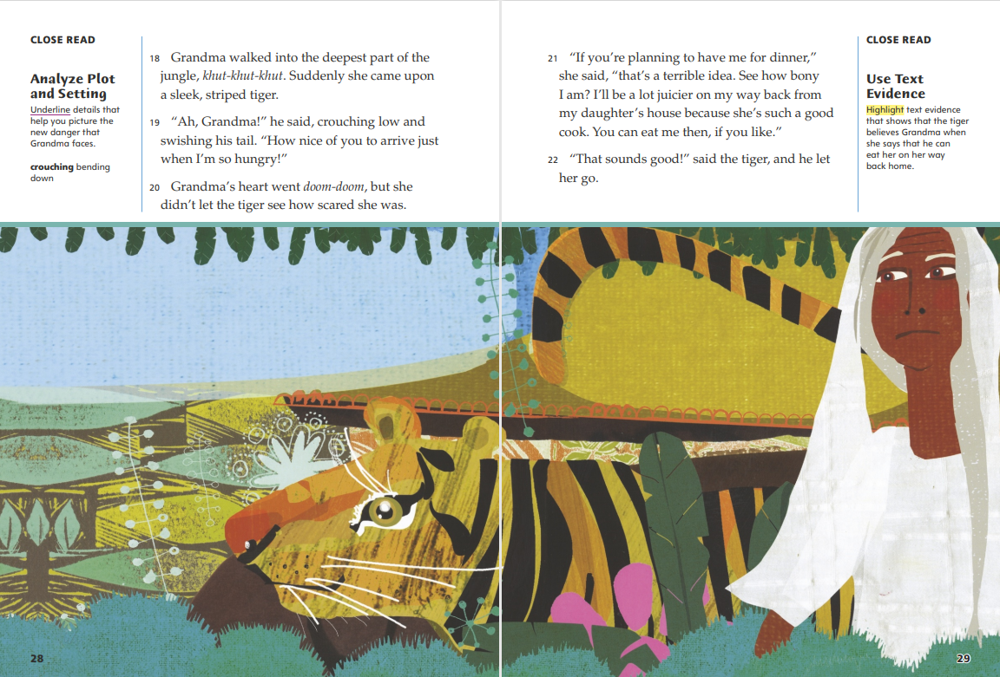 CLOSE READ
Analyze Plot
and Setting
Underline details that
help you picture the
new danger that
Grandma faces.
crouching bending
down
18 Grandma walked into the deepest part of the
jungle, khut-khut-khut. Suddenly she came upon
a sleek, striped tiger.
19 “Ah, Grandma!” he said, crouching low and
swishing his tail. “How nice of you to arrive just
when I’m so hungry!”
20 Grandma’s heart went doom-doom, but she
didn’t let the tiger see how scared she was.
28
21 “If you’re planning to have me for dinner,”
she said, “that’s a terrible idea. See how bony
I am? I’ll be a lot juicier on my way back from
my daughter’s house because she’s such a good
cook. You can eat me then, if you like.”
22 “That sounds good!” said the tiger, and he let
her go.
CLOSE READ
Use Text
Evidence
Highlight text evidence
that shows that the tiger
believes Grandma when
she says that he can
eat her on her way
back home.
29